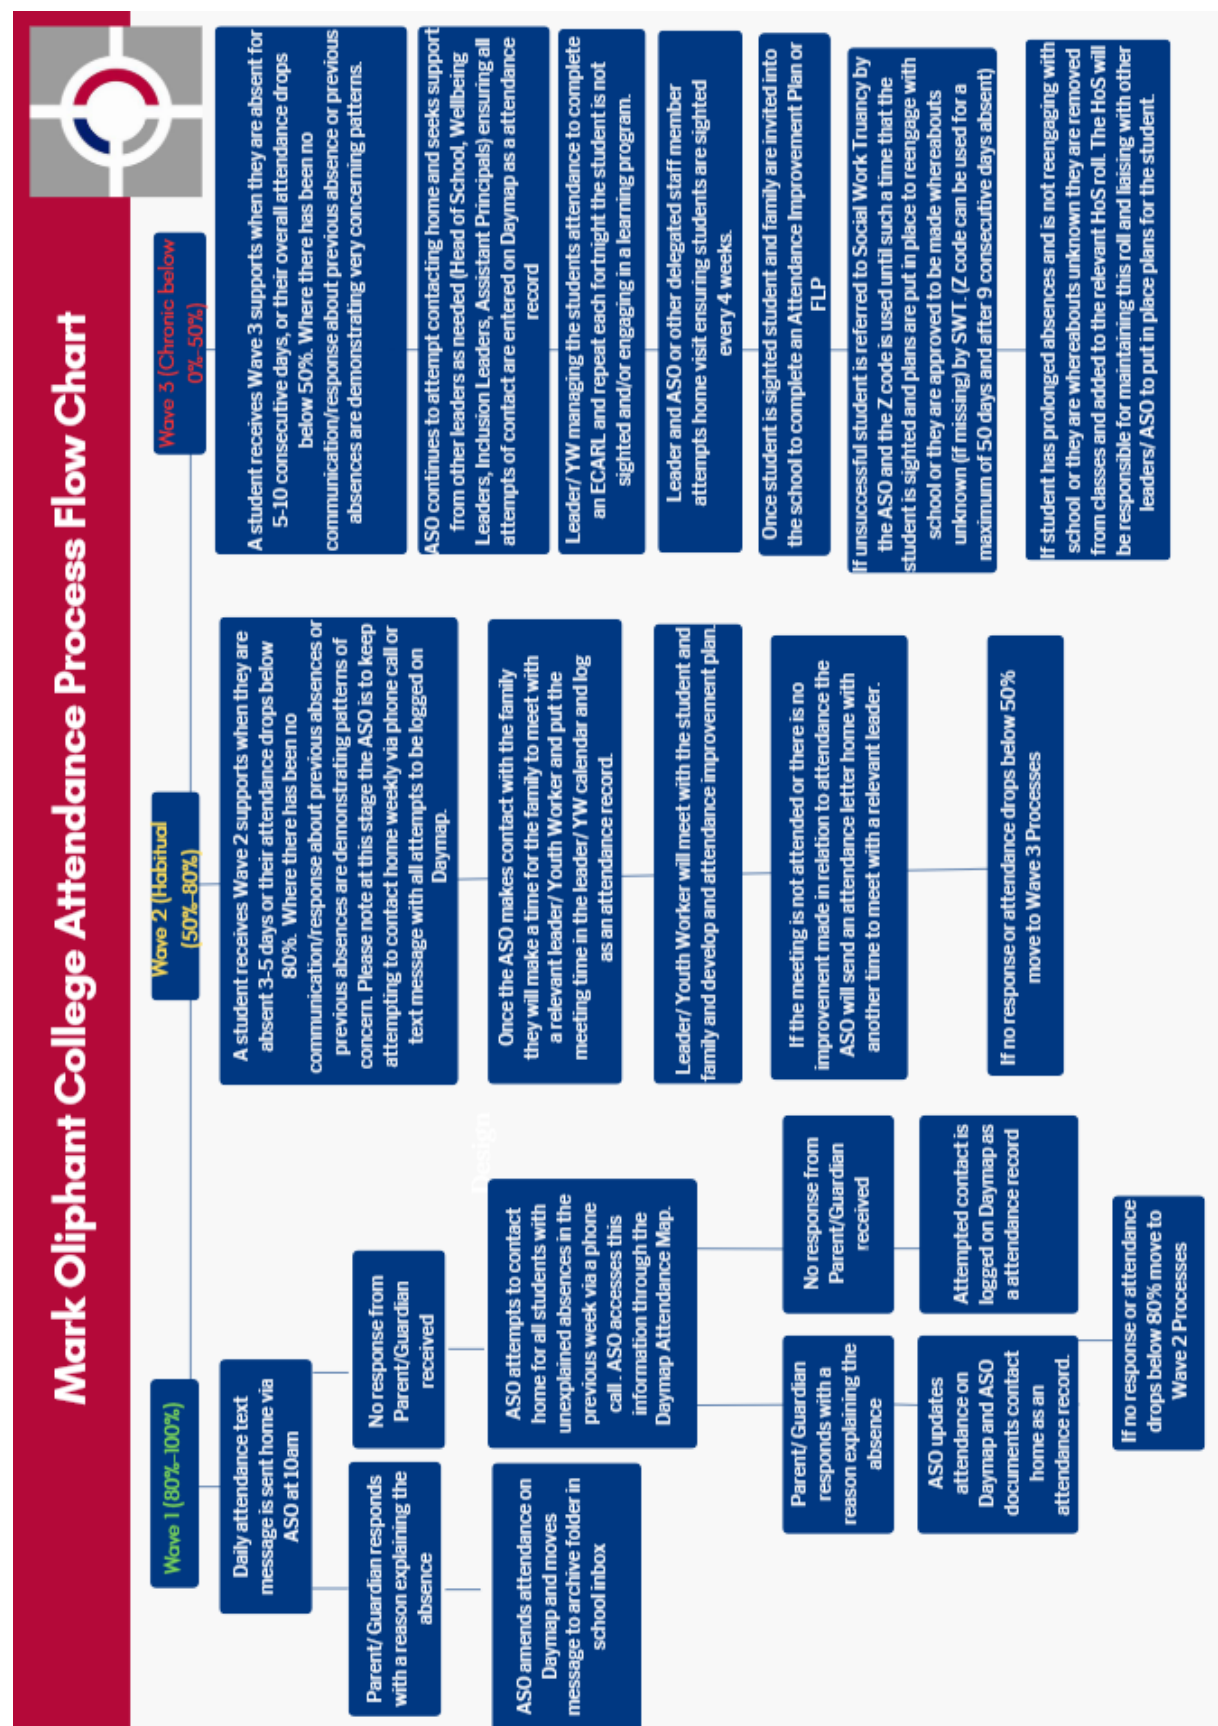 Mark Oliphant College Attendance Process Flow Chart
Wave 1 (80%-100%)
Daily attendance text
message is sent home via
ASO at 10am
Parent/ Guardian responds
with a reason explaining the
absence
ASO amends attendance on
Daymap and moves
message to archive folder in
school inbox
No response from
Parent/Guardian
received
ASO attempts to contact
home for all students with
unexplained absences in the
previous week via a phone
call . ASO accesses this
information through the
Daymap Attendance Map.
Parent/ Guardian
responds with a
reason explaining the
absence
ASO updates
attendance on
Daymap and ASO
documents contact
home as an
attendance record.
No response from
Parent/Guardian
received
Attempted contact is
logged on Daymap as
a attendance record
If no response or attendance
drops below 80% move to
Wave 2 Processes
Design
Wave 2 (Habitual
(50%-80%)
A student receives Wave 2 supports when they are
absent 3-5 days or their attendance drops below
80%. Where there has been no
communication/response about previous absences or
previous absences are demonstrating patterns of
concern. Please note at this stage the ASO is to keep
attempting to contact home weekly via phone call or
text message with all attempts to be logged on
Daymap.
Once the ASO makes contact with the family
they will make a time for the family to meet with
a relevant leader/ Youth Worker and put the
meeting time in the leader/ YW calendar and log
as an attendance record.
Leader/ Youth Worker will meet with the student and
family and develop and attendance improvement plan.
If the meeting is not attended or there is no
improvement made in relation to attendance the
ASO will send an attendance letter home with
another time to meet with a relevant leader.
If no response or attendance drops below 50%
move to Wave 3 Processes
Wave 3 (Chronic below
0%-50%)
A student receives Wave 3 supports when they are absent for
5-10 consecutive days, or their overall attendance drops
below 50%. Where there has been no
communication/response about previous absence or previous
absences are demonstrating very concerning patterns.
ASO continues to attempt contacting home and seeks support
from other leaders as needed (Head of School, Wellbeing
Leaders, Inclusion Leaders, Assistant Principals) ensuring all
attempts of contact are entered on Daymap as a attendance
record
Leader/ YW managing the students attendance to complete
an ECARL and repeat each fortnight the student is not
sighted and/or engaging in a learning program.
Leader and ASO or other delegated staff member
attempts home visit ensuring students are sighted
every 4 weeks.
Once student is sighted student and family are invited into
the school to complete an Attendance Improvement Plan or
FLP
If unsuccessful student is referred to Social Work Truancy by
the ASO and the Z code is used until such a time that the
student is sighted and plans are put in place to reengage with
school or they are approved to be made whereabouts
unknown (if missing) by SWT. (Z code can be used for a
maximum of 50 days and after 9 consecutive days absent)
If student has prolonged absences and is not reengaging with
school or they are whereabouts unknown they are removed
from classes and added to the relevant HoS roll. The HoS will
be responsible for maintaining this roll and liaising with other
leaders/ ASO to put in place plans for the student.